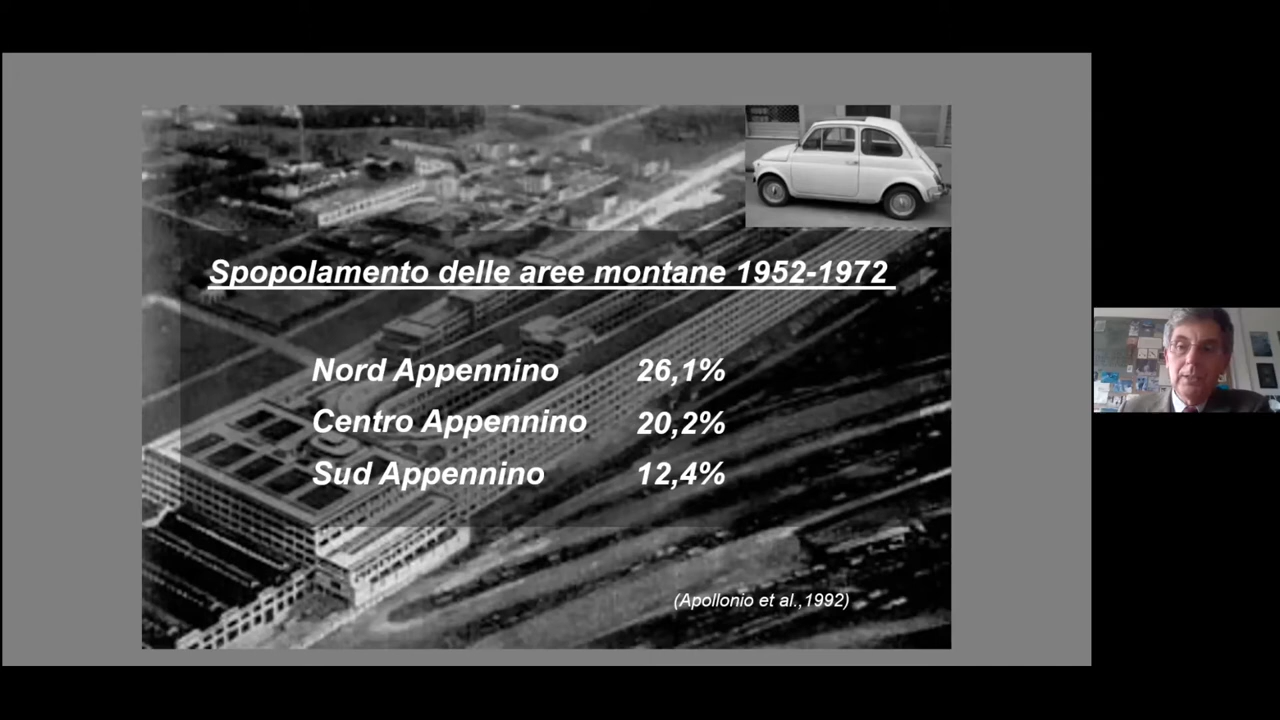 Spopolamento delle aree montane 1952-1972
Nord Appennino 26,1%
Centro Appennino 20,2%
Sud Appennino 12,4%
(Apollonio et al.,1992)